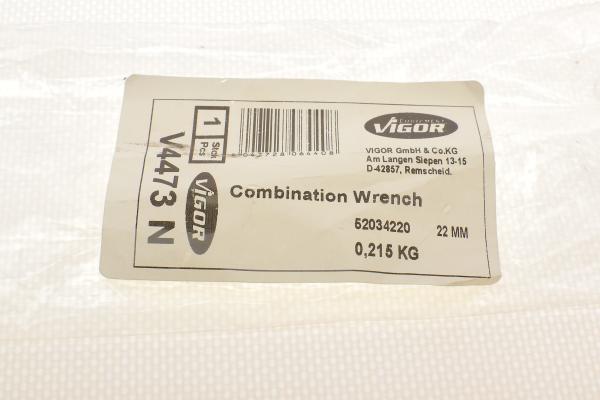 V4473 N
1
Stck
Pcs
VIGOR
EQUIPMENT
VIGOR
VIGOR GmbH & Co.KG
Am Langen Siepen 13-15
D-42857, Remscheid.
Combination Wrench
52034220 22 MM
0,215 KG